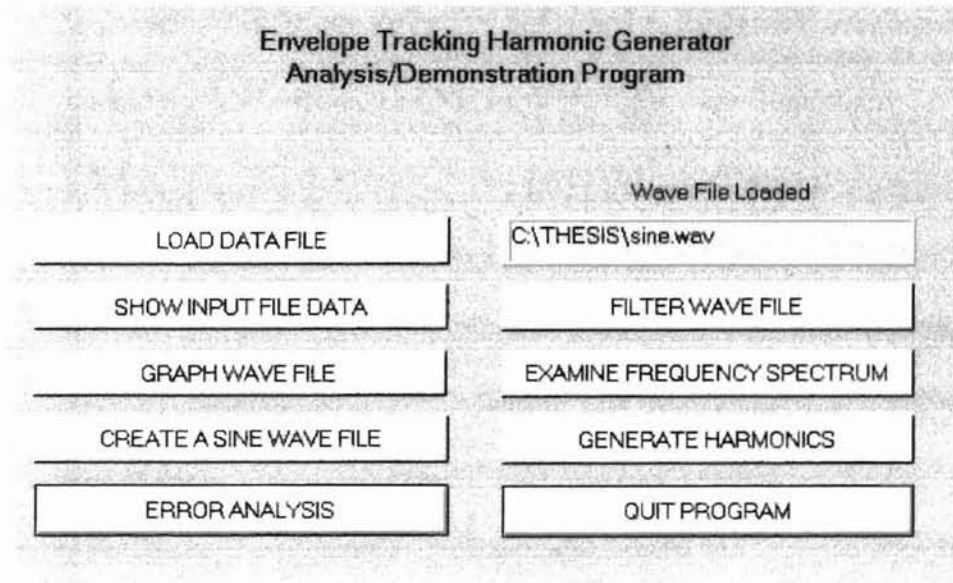 Envelope Tracking Harmonic Generator
Analysis/Demonstration Program
Wave File Loaded
LOAD DATA FILE
C:\THESIS\sine.wav
SHOW INPUT FILE DATA
FILTER WAVE FILE
GRAPH WAVE FILE
EXAMINE FREQUENCY SPECTRUM
CREATE A SINE WAVE FILE
GENERATE HARMONICS
ERROR ANALYSIS
QUIT PROGRAM